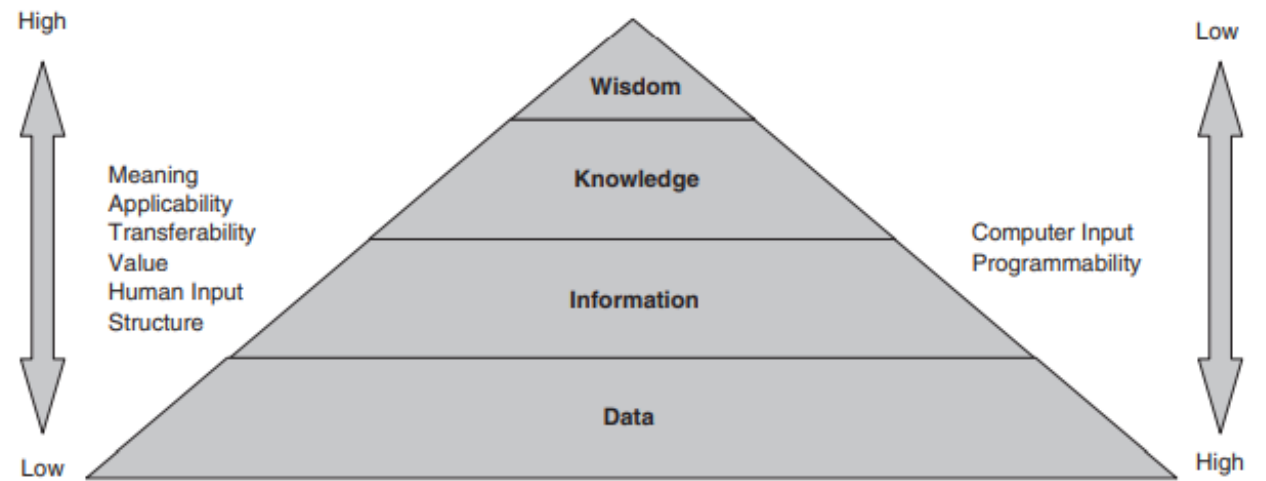 High
Low
Wisdom
Meaning
Applicability
Transferability
Value
Human Input
Structure
Knowledge
Computer Input
Programmability
Information
Data
Low
High